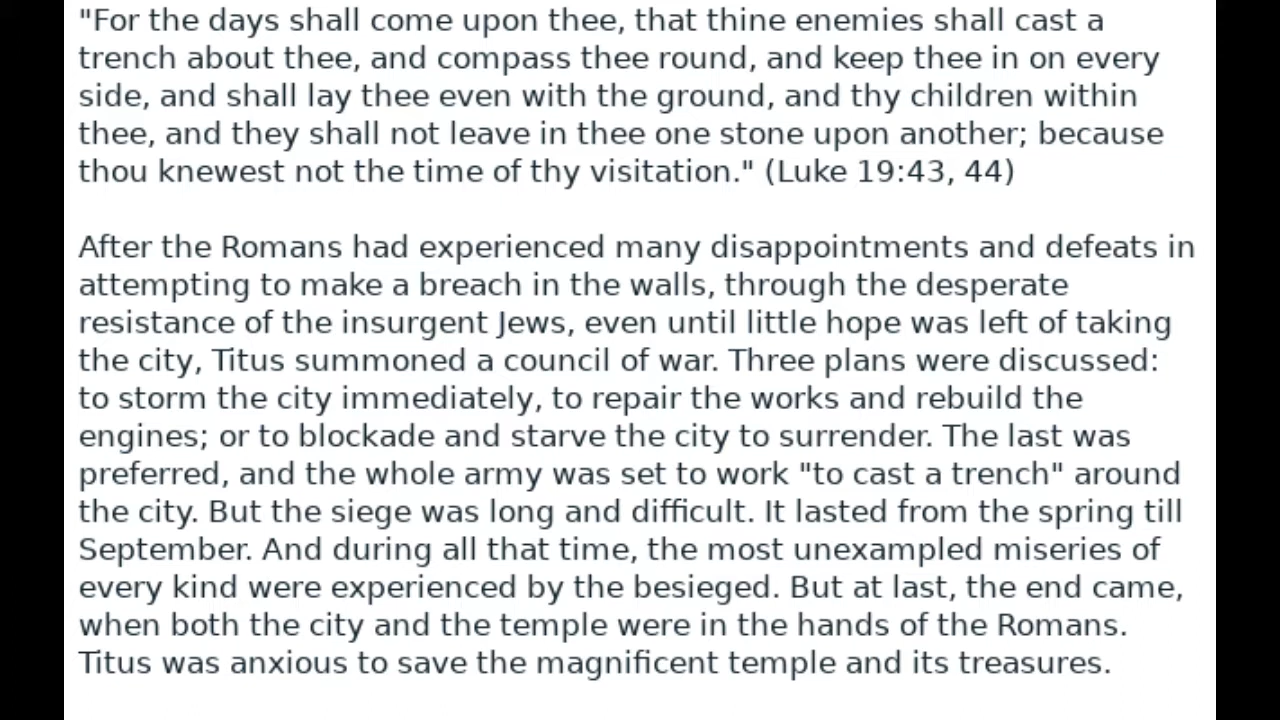 "For the days shall come upon thee, that thine enemies shall cast a
trench about thee, and compass thee round, and keep thee in on every
side, and shall lay thee even with the ground, and thy children within
thee, and they shall not leave in thee one stone upon another; because
thou knewest not the time of thy visitation." (Luke 19:43, 44)
After the Romans had experienced many disappointments and defeats in
attempting to make a breach in the walls, through the desperate
resistance of the insurgent Jews, even until little hope was left of taking
the city, Titus summoned a council of war. Three plans were discussed:
to storm the city immediately, to repair the works and rebuild the
engines; or to blockade and starve the city to surrender. The last was
preferred, and the whole army was set to work "to cast a trench" around
the city. But the siege was long and difficult. It lasted from the spring till
September. And during all that time, the most unexampled miseries of
every kind were experienced by the besieged. But at last, the end came,
when both the city and the temple were in the hands of the Romans.
Titus was anxious to save the magnificent temple and its treasures.